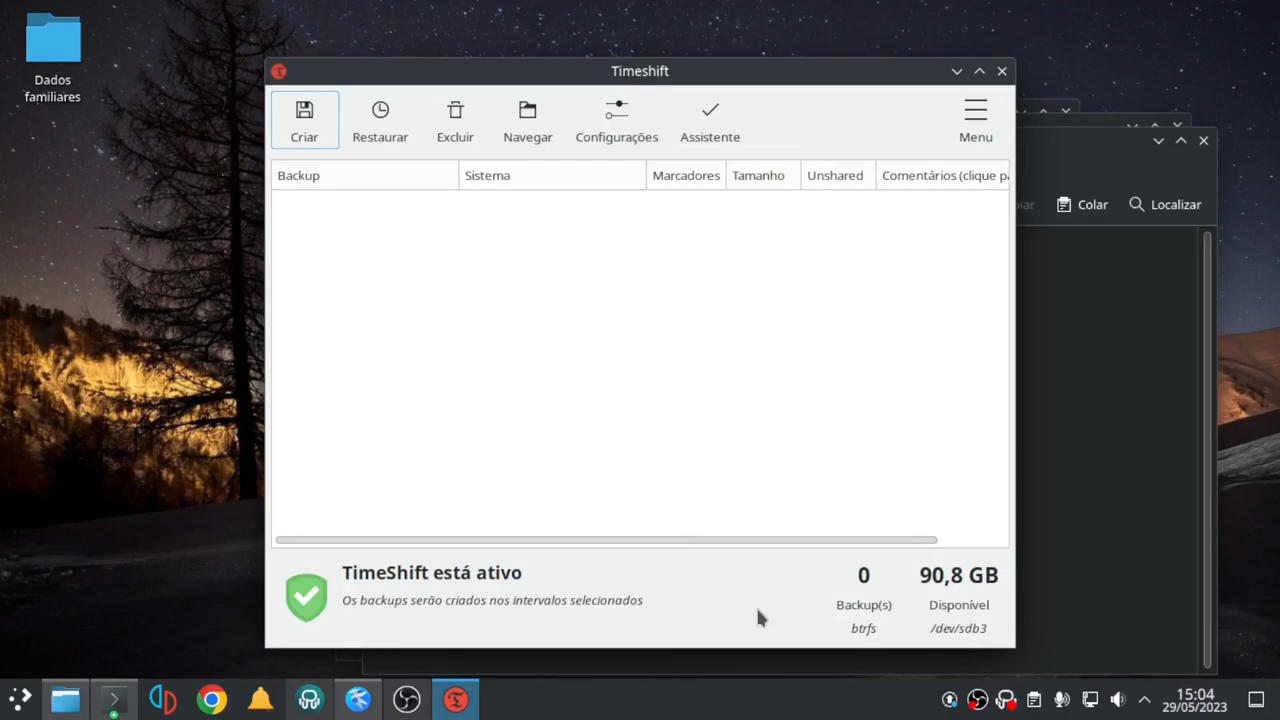 Dados
familiares
Timeshift
Criar
Restaurar
Excluir
Navegar
Configurações
Assistente
Menu
Backup
Sistema
Marcadores
Tamanho
Unshared
Comentários (clique pa
iar
Colar
Localizar
TimeShift está ativo
Os backups serão criados nos intervalos selecionados
0
Backup(s)
btrfs
90,8 GB
Disponível
/dev/sdb3
15:04
29/05/2023